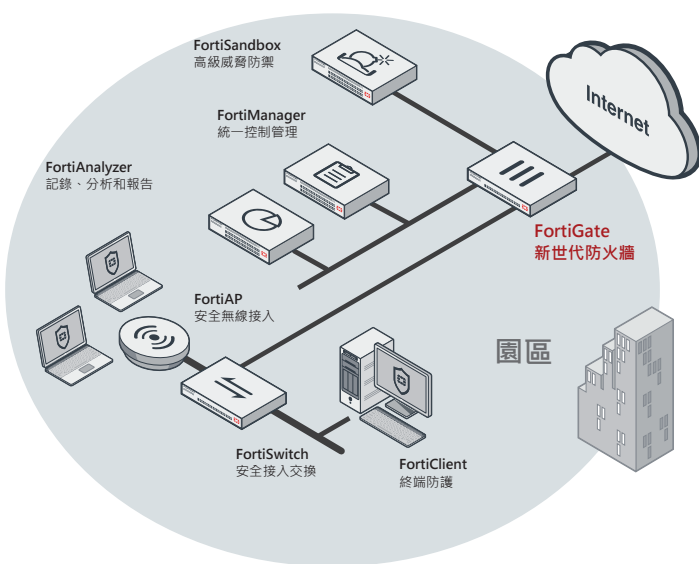 FortiSandbox
高級威脅防禦
Internet
FortiManager
統一控制管理
FortiAnalyzer
記錄、分析和報告
FortiGate
新世代防火牆
FortiAP
安全無線接入
園區
FortiSwitch
安全接入交換
FortiClient
終端防護